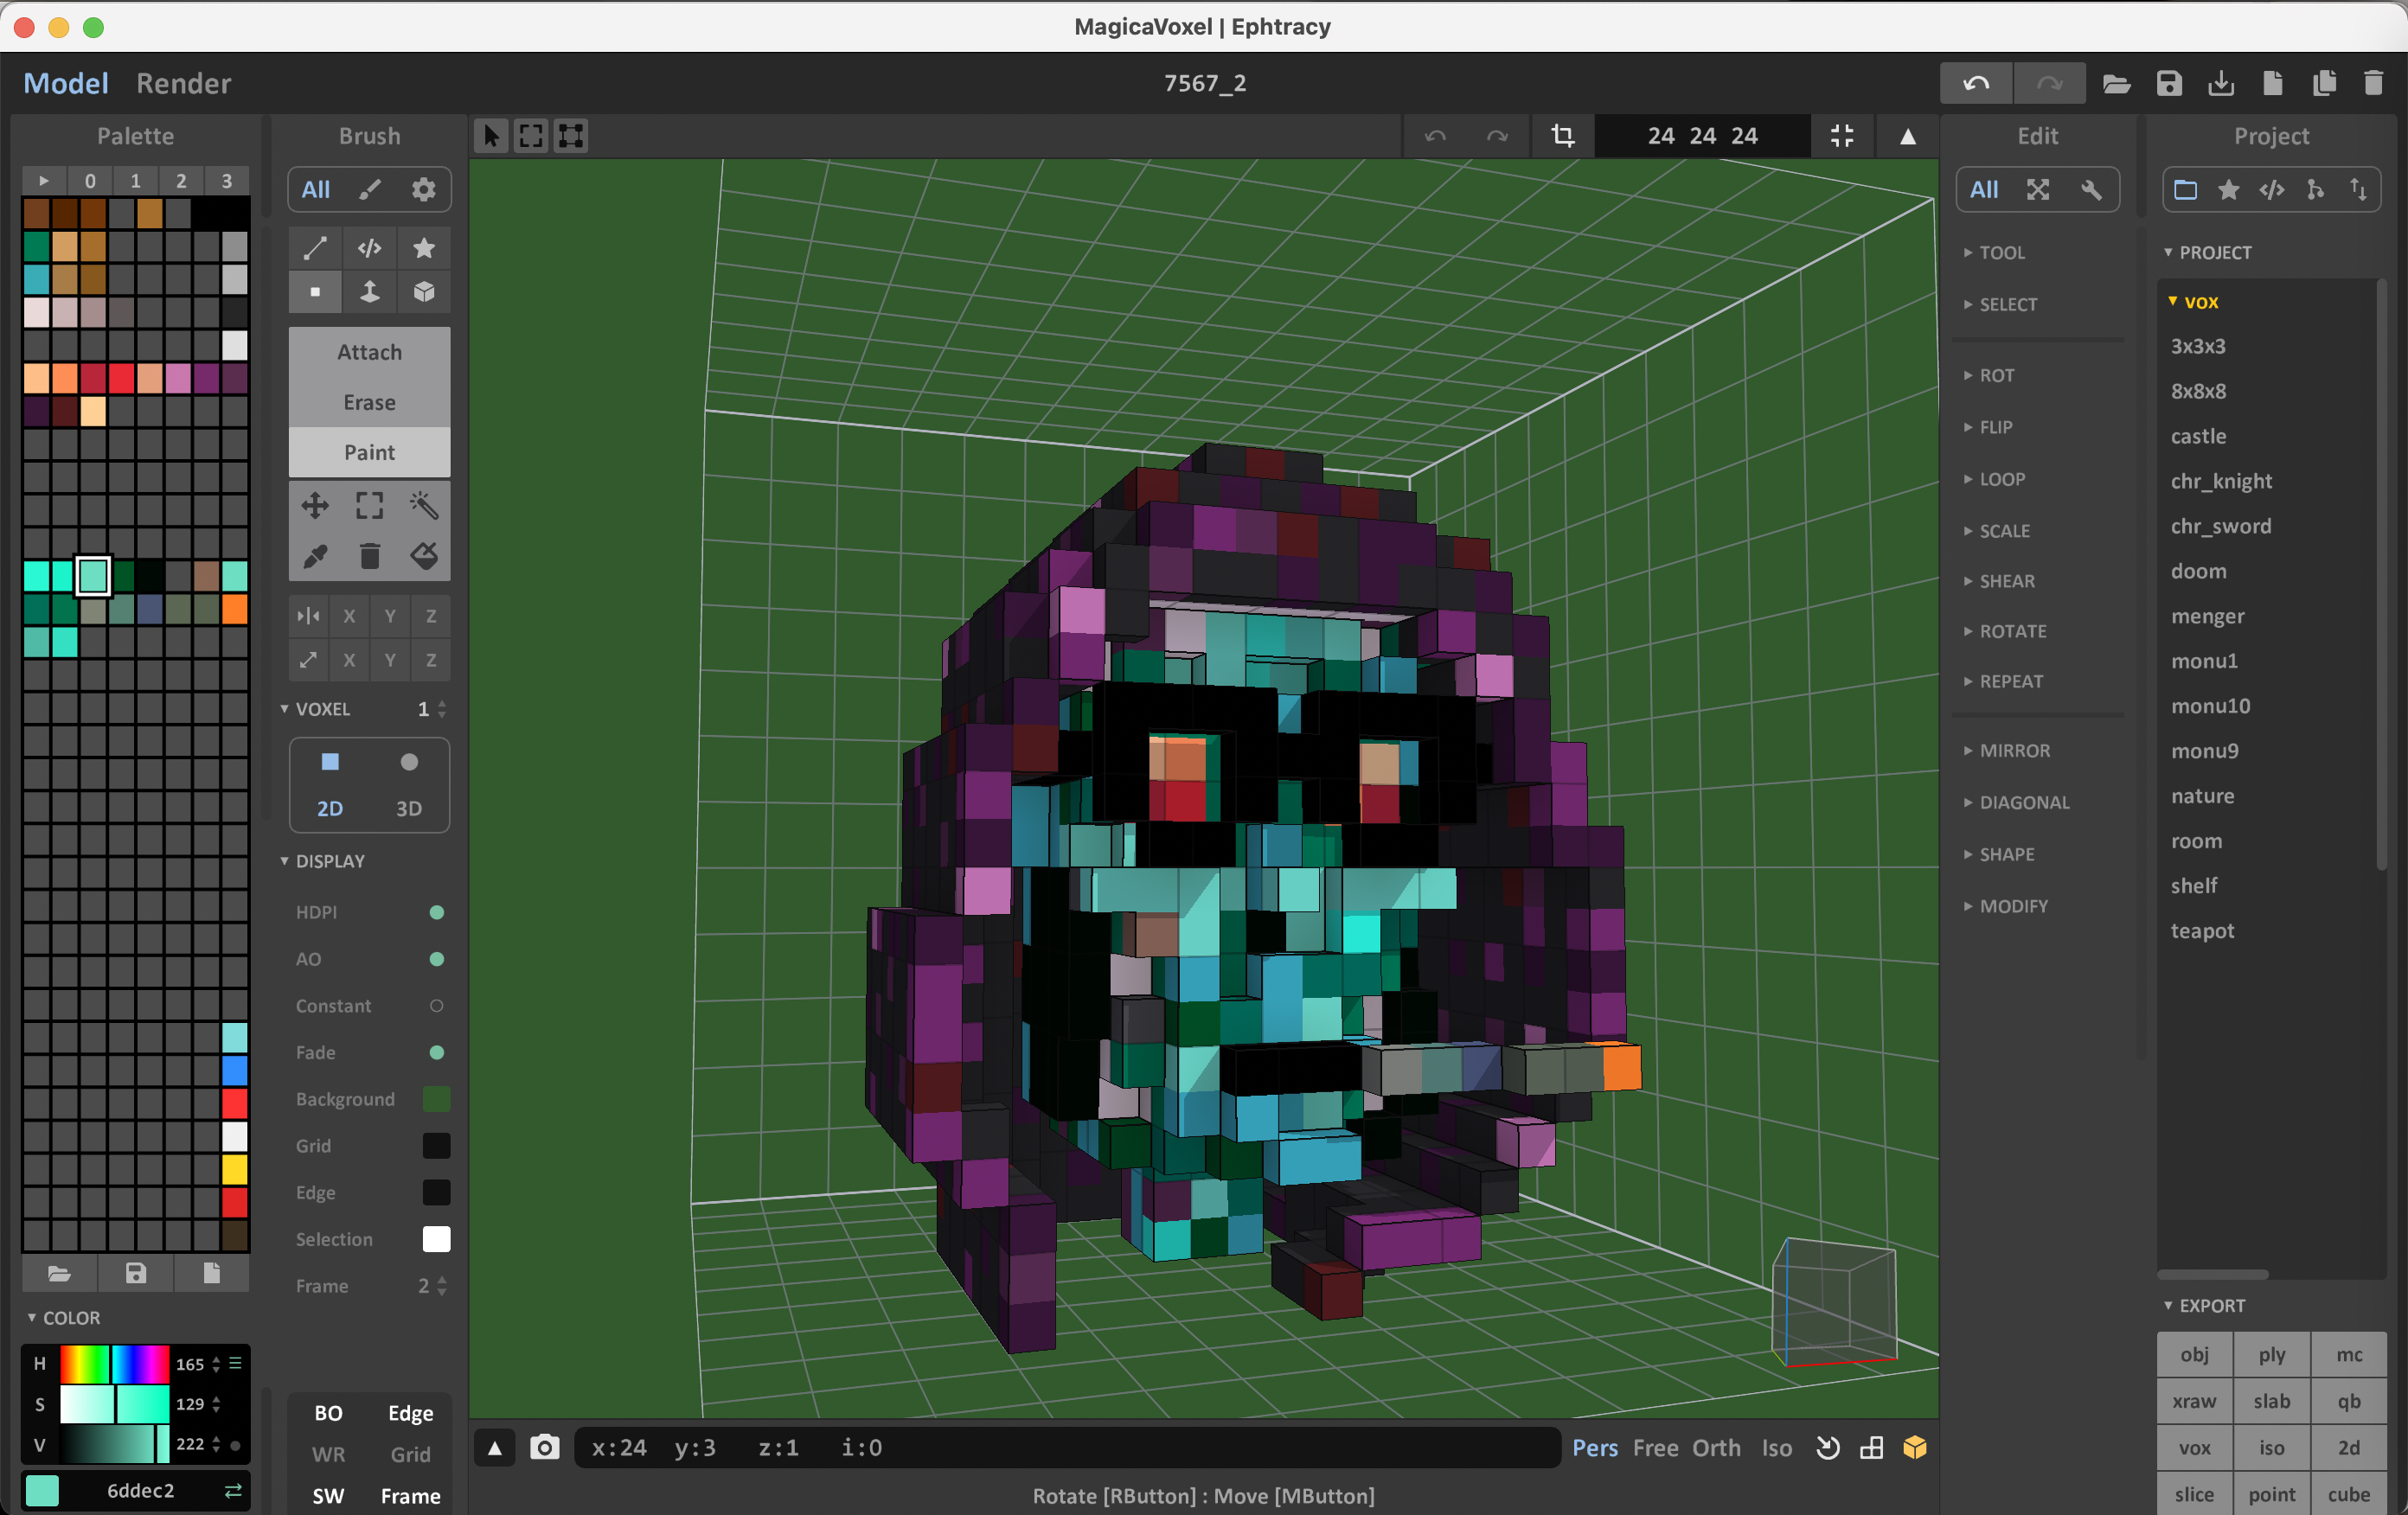 MagicaVoxel | Ephtracy
Model Render
7567_2
Palette
0 1 2 3
COLOR
H 165
S 129
V 222
6ddec2
Brush
All
Attach
Erase
Paint
X Y Z
X Y Z
VOXEL 1
2D 3D
DISPLAY
HDPI
AO
Constant
Fade
Background
Grid
Edge
Selection
Frame 2
BO Edge
WR Grid
SW Frame
24 24 24
x:24 y:3 z:1 i:0
Pers Free Orth Iso
Rotate [RButton] : Move [MButton]
Edit
All
TOOL
SELECT
ROT
FLIP
LOOP
SCALE
SHEAR
ROTATE
REPEAT
MIRROR
DIAGONAL
SHAPE
MODIFY
Project
PROJECT
vox
3x3x3
8x8x8
castle
chr_knight
chr_sword
doom
menger
monu1
monu10
monu9
nature
room
shelf
teapot
EXPORT
obj ply mc
xraw slab qb
vox iso 2d
slice point cube